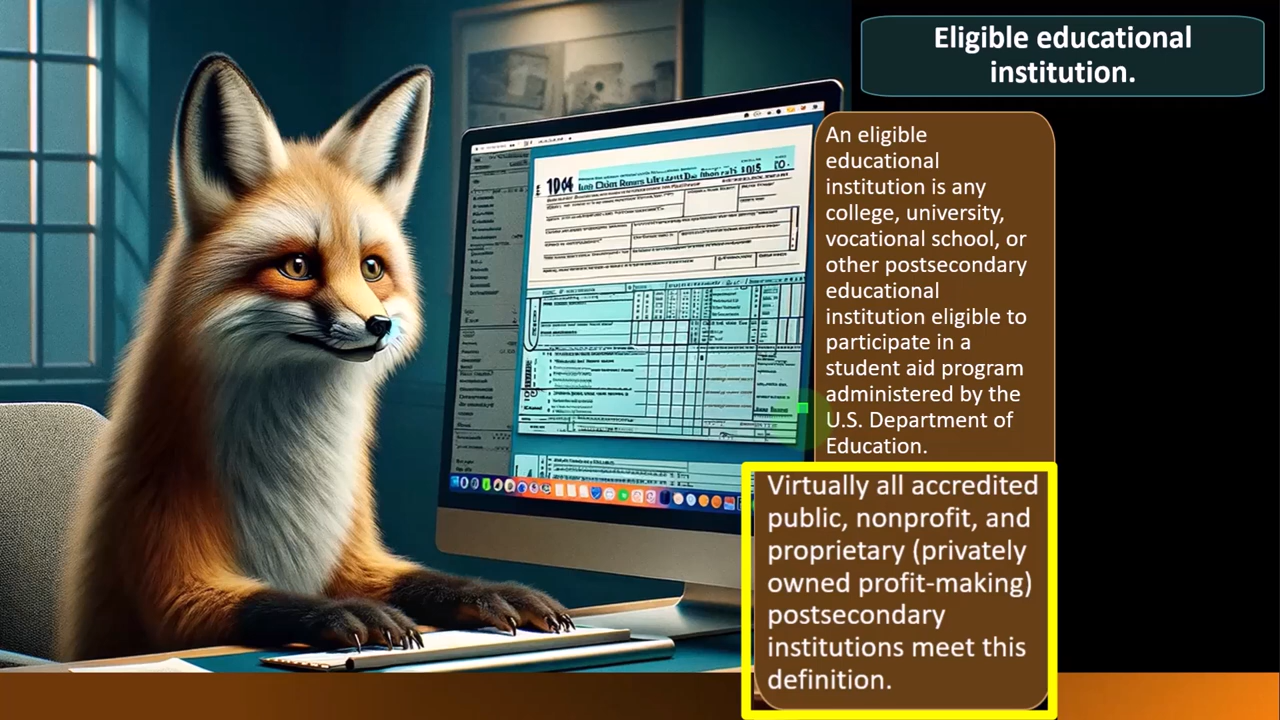 Eligible educational
institution.
An eligible
educational
institution is any
college, university,
vocational school, or
other postsecondary
educational
institution eligible to
participate in a
student aid program
administered by the
U.S. Department of
Education.
Virtually all accredited
public, nonprofit, and
proprietary (privately
owned profit-making)
postsecondary
institutions meet this
definition.